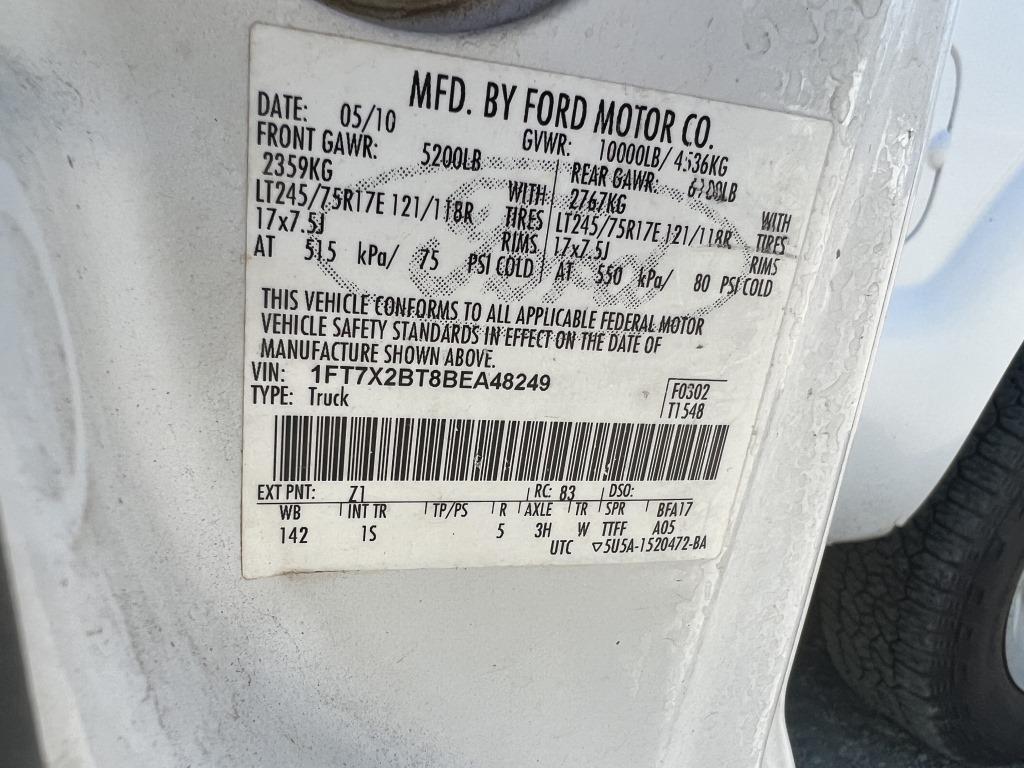 MFD. BY FORD MOTOR CO.
DATE: 05/10 GVWR: 10000LB/ 4536KG
FRONT GAWR: 5200LB REAR GAWR: 6100LB
2359KG WITH 2767KG WITH
LT245/75R17E 121/118R TIRES LT245/75R17E 121/118R TIRES
17x7.5J RIMS 17x7.5J RIMS
AT 515 kPa/ 75 PSI COLD AT 550 kPa/ 80 PSI COLD
THIS VEHICLE CONFORMS TO ALL APPLICABLE FEDERAL MOTOR
VEHICLE SAFETY STANDARDS IN EFFECT ON THE DATE OF
MANUFACTURE SHOWN ABOVE.
VIN: 1FT7X2BT8BEA48249
TYPE: Truck
F0302
T1548
EXT PNT: Z1 RC: 83 DSO:
WB INT TR TP/PS R AXLE TR SPR BFA17
142 1S 5 3H W TTFF A05
UTC ▽5U5A-1520472-BA